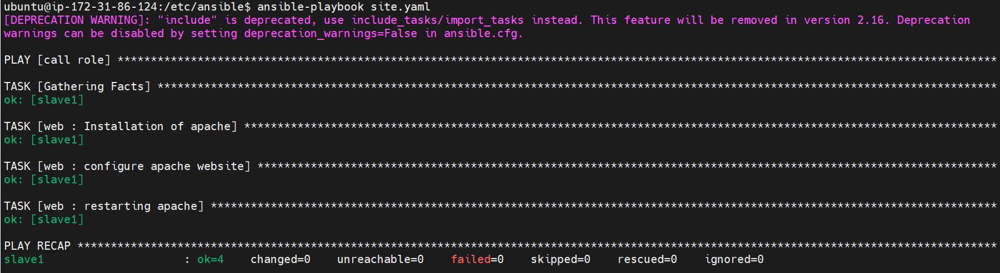 ubuntu@ip-172-31-86-124:/etc/ansible$ ansible-playbook site.yaml
[DEPRECATION WARNING]: "include" is deprecated, use include_tasks/import_tasks instead. This feature will be removed in version 2.16. Deprecation
warnings can be disabled by setting deprecation_warnings=False in ansible.cfg.
PLAY [call role] ************************************************************************************************************************************
TASK [Gathering Facts] ******************************************************************************************************************************
ok: [slave1]
TASK [web : Installation of apache] *****************************************************************************************************************
ok: [slave1]
TASK [web : configure apache website] ***************************************************************************************************************
ok: [slave1]
TASK [web : restarting apache] **********************************************************************************************************************
ok: [slave1]
PLAY RECAP ******************************************************************************************************************************************
slave1                     : ok=4    changed=0    unreachable=0    failed=0    skipped=0    rescued=0    ignored=0